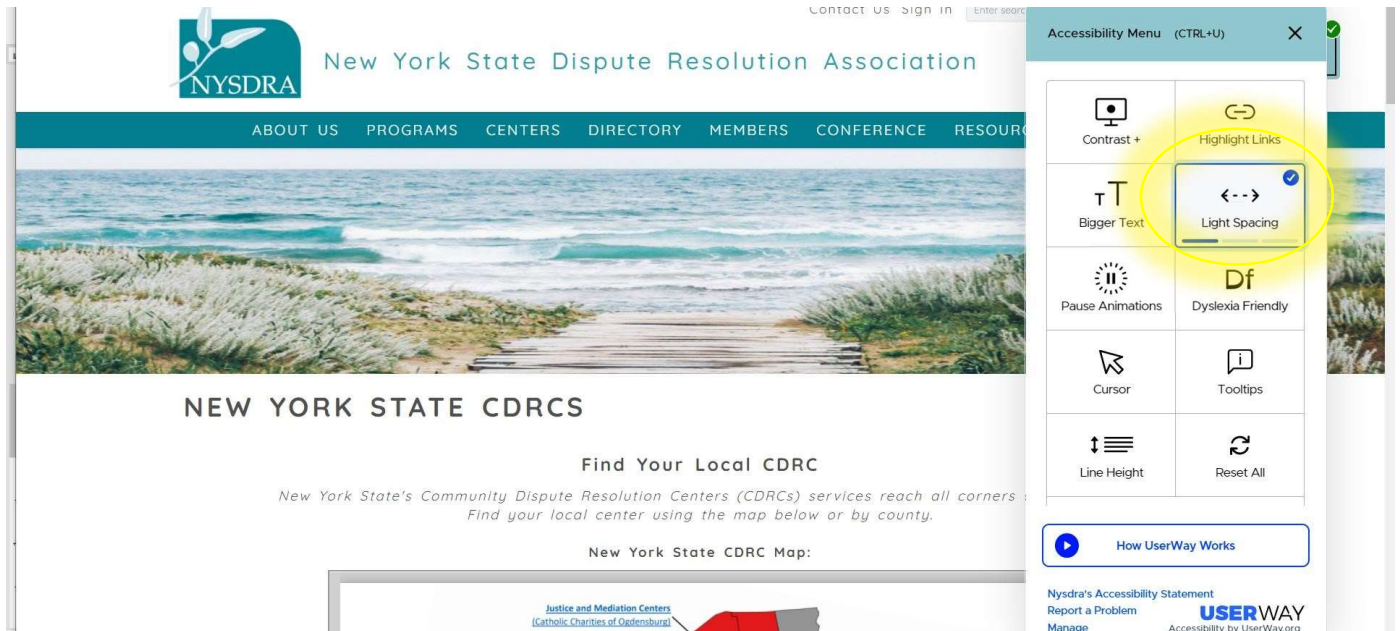 Contact Us Sign In Enter sear
NYSDRA
New York State Dispute Resolution Association
ABOUT US PROGRAMS CENTERS DIRECTORY MEMBERS CONFERENCE RESOUR
NEW YORK STATE CDRCS
Find Your Local CDRC
New York State's Community Dispute Resolution Centers (CDRCs) services reach all corners
Find your local center using the map below or by county.
New York State CDRC Map:
Justice and Mediation Centers
(Catholic Charities of Ogdensburg)
Accessibility Menu (CTRL+U)
Contrast +
Highlight Links
Bigger Text
Light Spacing
Pause Animations
Df
Dyslexia Friendly
Cursor
Tooltips
Line Height
Reset All
How UserWay Works
Nysdra's Accessibility Statement
Report a Problem
Manage
USERWAY
Accessibility by UserWay.org